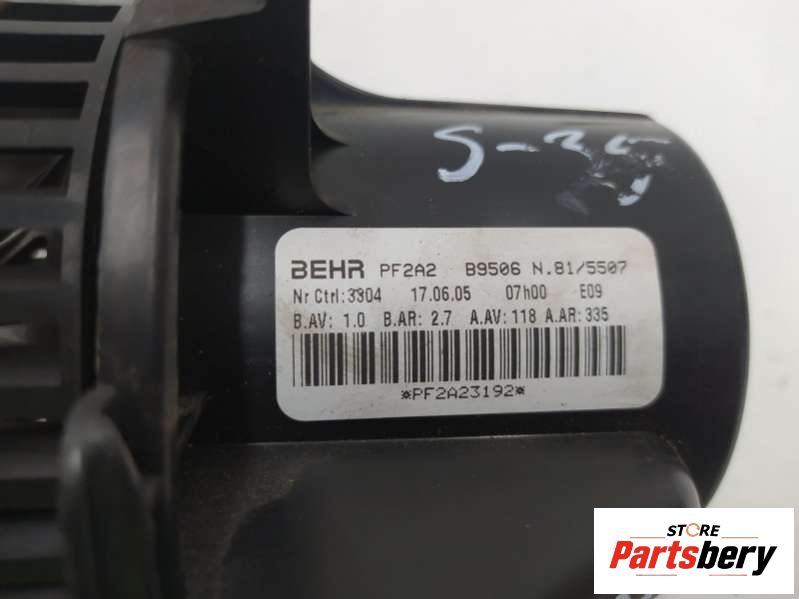 BEHR PF2A2 B9506 N.81/5507
Nr Ctrl:3304 17.06.05 07h00 E09
B.AV: 1.0 B.AR: 2.7 A.AV:118 A.AR:335
*PF2A23192*
STORE
Partsbery